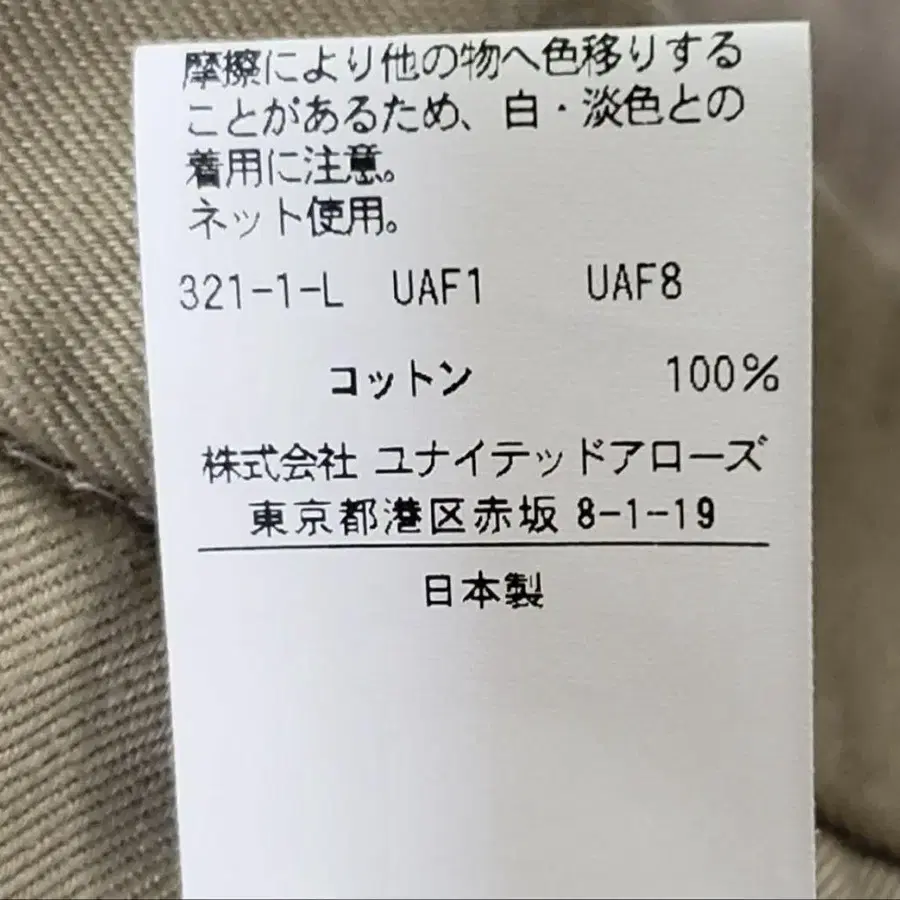 摩擦により他の物へ色移りする
ことがあるため、白・淡色との
着用に注意。
ネット使用。
321-1-L UAF1 UAF8
コットン 100%
株式会社 ユナイテッドアローズ
東京都港区赤坂 8-1-19
日本製